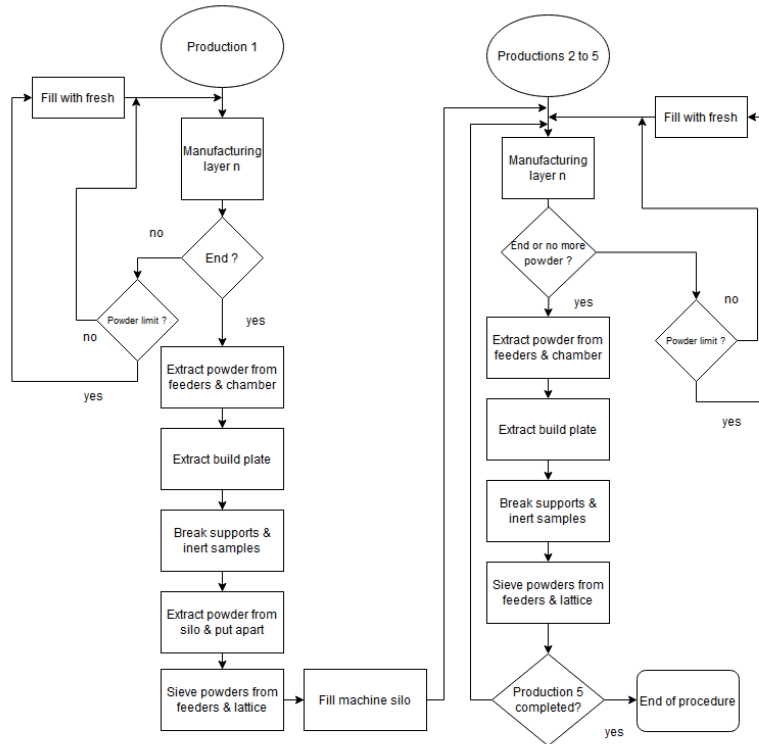 Production 1
Fill with fresh
Manufacturing
layer n
no
End ?
Powder limit ?
no
yes
yes
Extract powder from
feeders & chamber
Extract build plate
Break supports &
inert samples
Extract powder from
silo & put apart
Sieve powders from
feeders & lattice
Fill machine silo
Productions 2 to 5
Fill with fresh
Manufacturing
layer n
End or no more
powder ?
yes
no
Powder limit ?
yes
Extract powder from
feeders & chamber
Extract build plate
Break supports &
inert samples
Sieve powders from
feeders & lattice
Production 5
completed?
yes
End of procedure